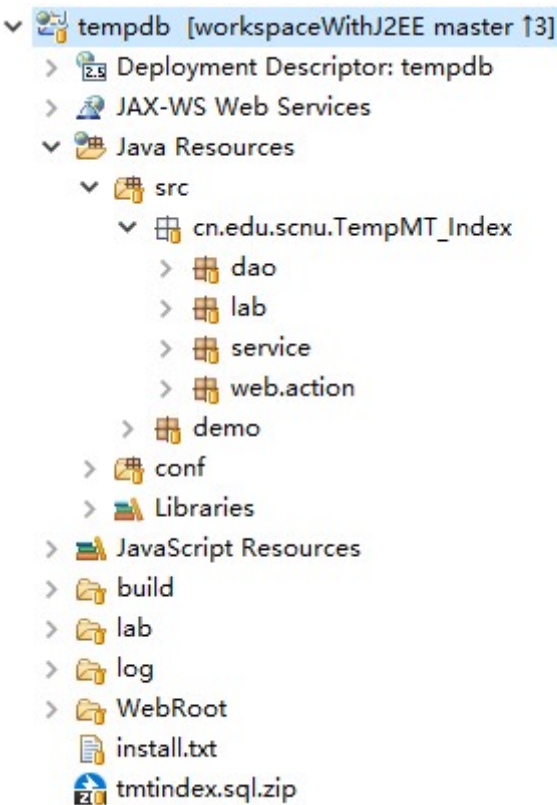 tempdb [workspaceWithJ2EE master ↑3]
Deployment Descriptor: tempdb
JAX-WS Web Services
Java Resources
src
cn.edu.scnu.TempMT_Index
dao
lab
service
web.action
demo
conf
Libraries
JavaScript Resources
build
lab
log
WebRoot
install.txt
tmtindex.sql.zip